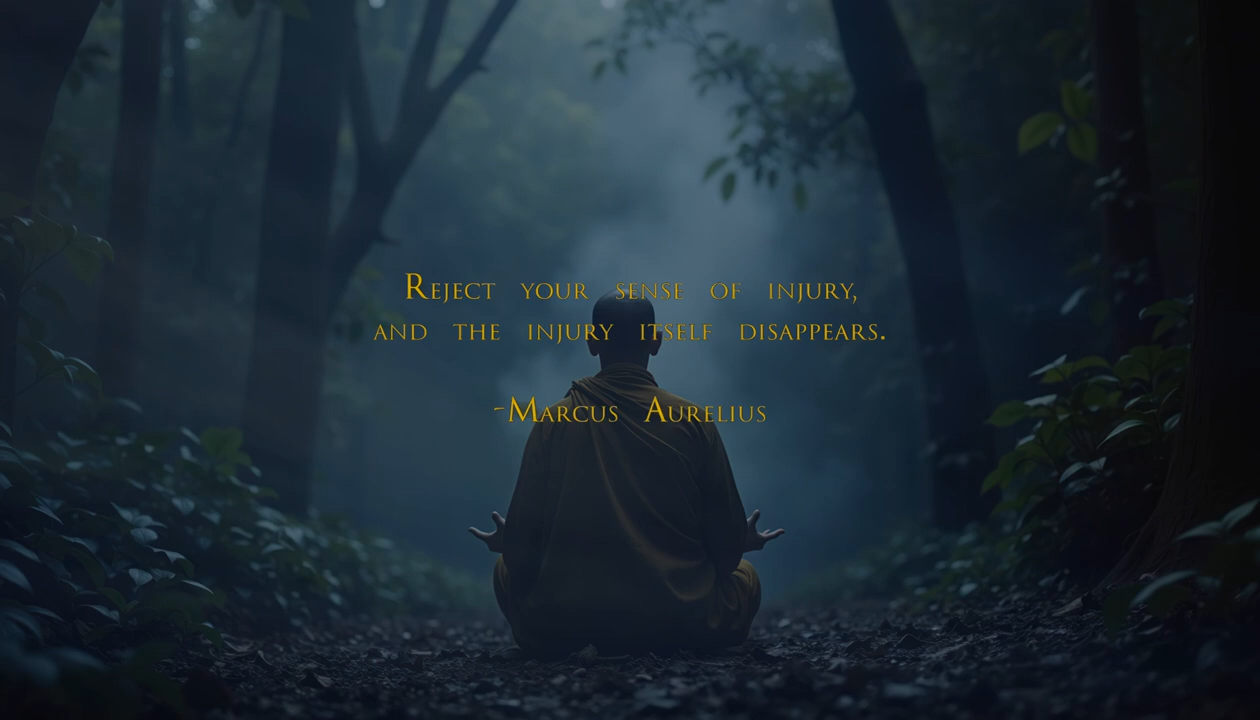 Reject your sense of injury,
and the injury itself disappears.
-Marcus Aurelius